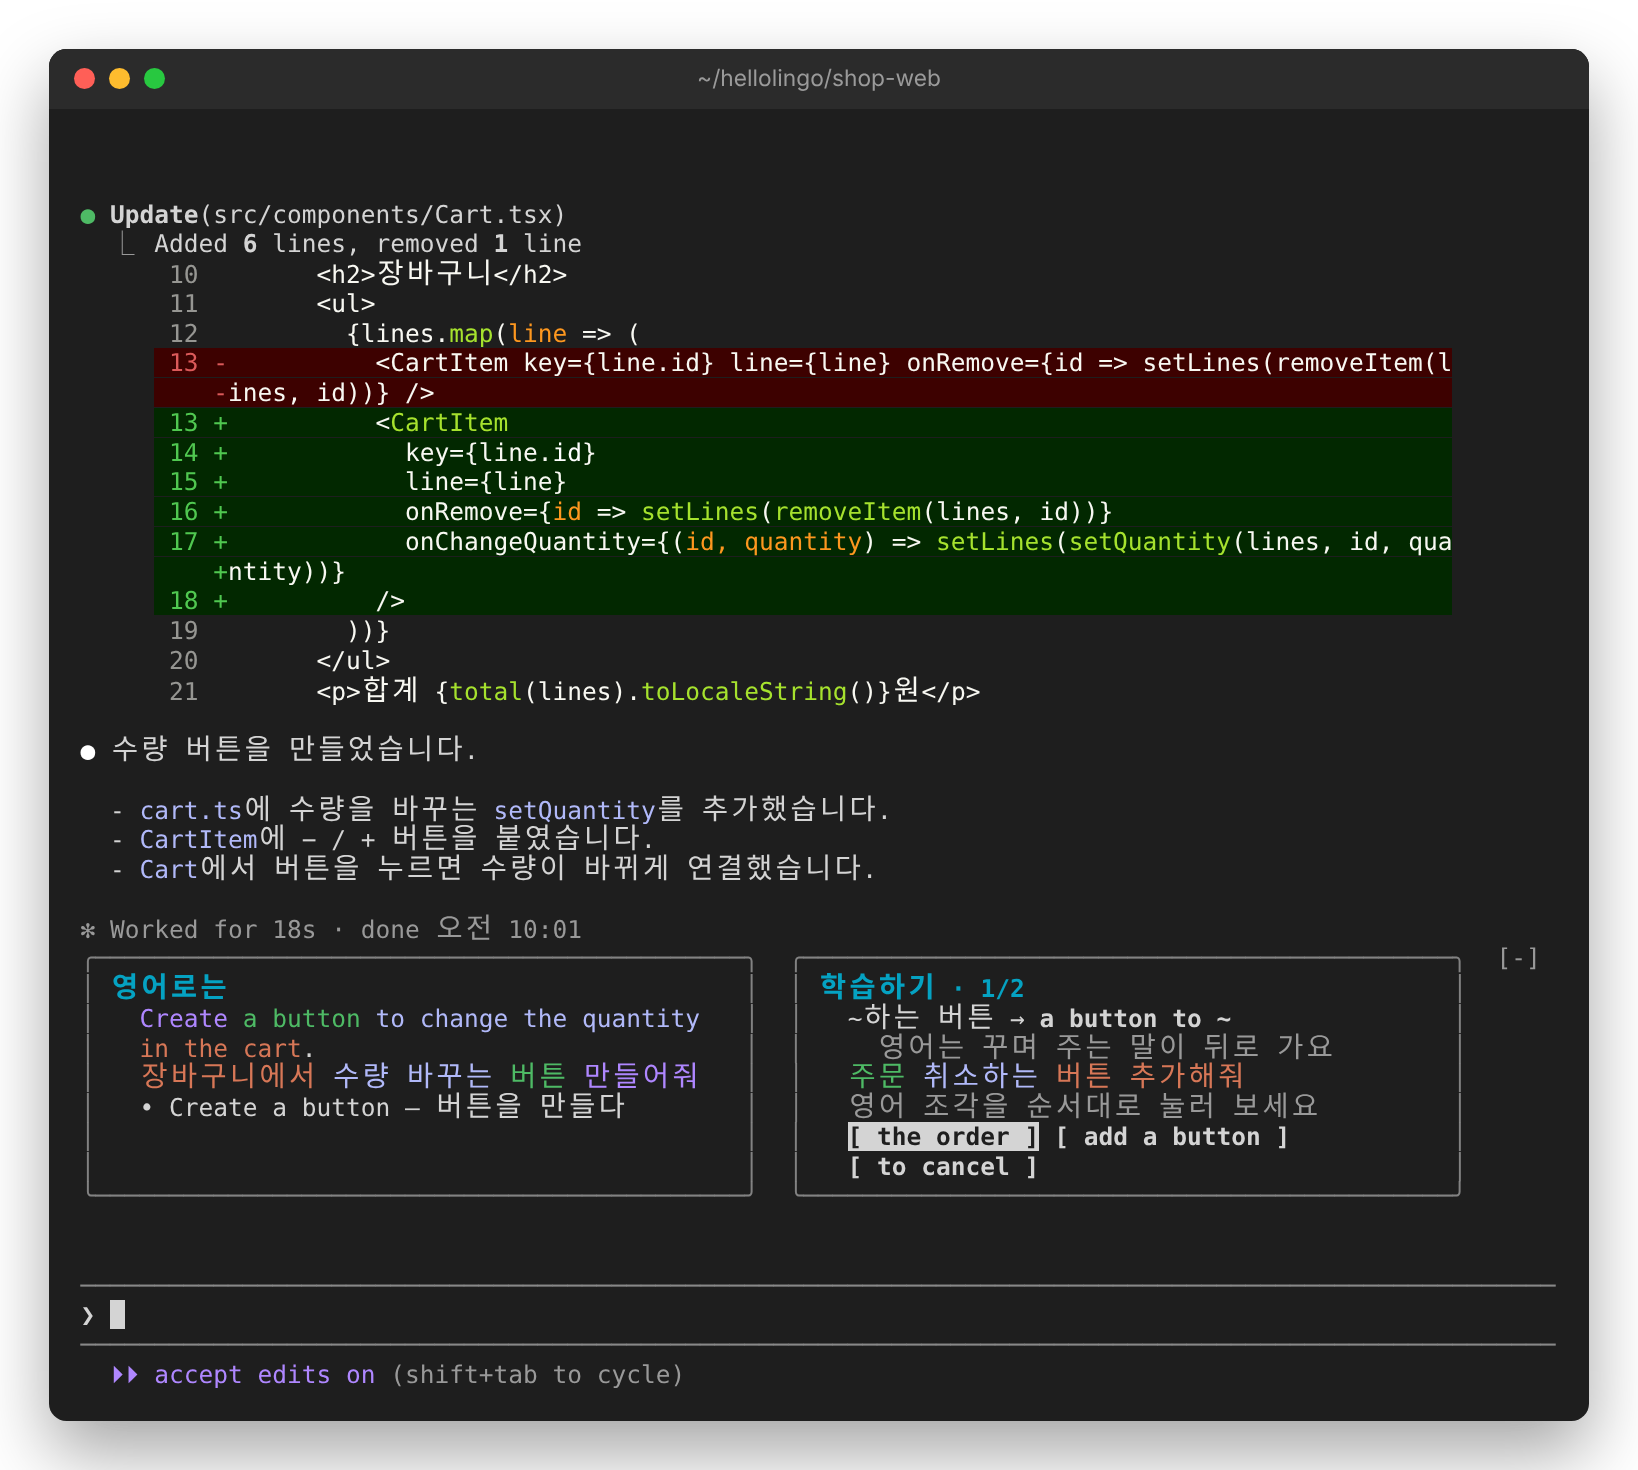 ~/hellolingo/shop-web
● Update(src/components/Cart.tsx)
⎿ Added 6 lines, removed 1 line
10 <h2>장바구니</h2>
11 <ul>
12 {lines.map(line => (
13 - <CartItem key={line.id} line={line} onRemove={id => setLines(removeItem(l
-ines, id))} />
13 + <CartItem
14 + key={line.id}
15 + line={line}
16 + onRemove={id => setLines(removeItem(lines, id))}
17 + onChangeQuantity={(id, quantity) => setLines(setQuantity(lines, id, qua
+ntity))}
18 + />
19 ))}
20 </ul>
21 <p>합계 {total(lines).toLocaleString()}원</p>
● 수량 버튼을 만들었습니다.
- cart.ts에 수량을 바꾸는 setQuantity를 추가했습니다.
- CartItem에 − / + 버튼을 붙였습니다.
- Cart에서 버튼을 누르면 수량이 바뀌게 연결했습니다.
✻ Worked for 18s · done 오전 10:01
[-]
영어로는
Create a button to change the quantity
in the cart.
장바구니에서 수량 바꾸는 버튼 만들어줘
• Create a button — 버튼을 만들다
학습하기 · 1/2
~하는 버튼 → a button to ~
영어는 꾸며 주는 말이 뒤로 가요
주문 취소하는 버튼 추가해줘
영어 조각을 순서대로 눌러 보세요
[ the order ] [ add a button ]
[ to cancel ]
❯
⏵⏵ accept edits on (shift+tab to cycle)